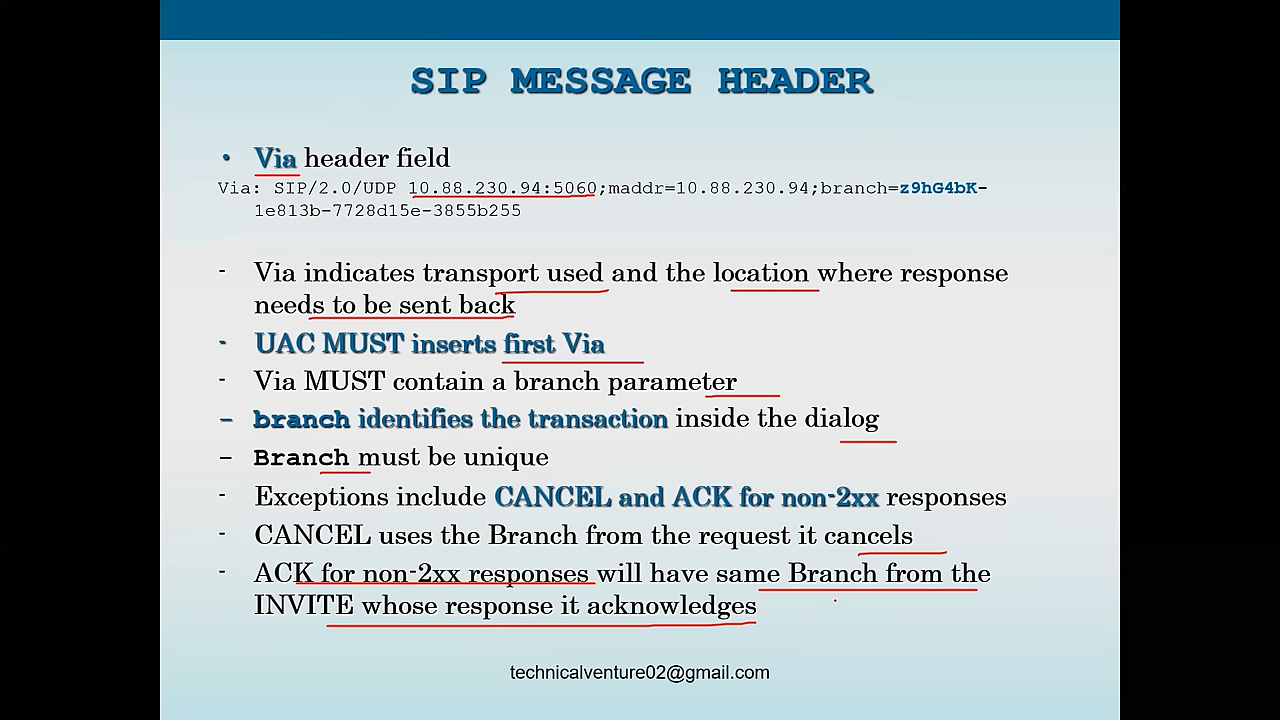 SIP MESSAGE HEADER
• Via header field
Via: SIP/2.0/UDP 10.88.230.94:5060;maddr=10.88.230.94;branch=z9hG4bK-
1e813b-7728d15e-3855b255
- Via indicates transport used and the location where response
needs to be sent back
- UAC MUST inserts first Via
- Via MUST contain a branch parameter
– branch identifies the transaction inside the dialog
– Branch must be unique
- Exceptions include CANCEL and ACK for non-2xx responses
- CANCEL uses the Branch from the request it cancels
- ACK for non-2xx responses will have same Branch from the
INVITE whose response it acknowledges
technicalventure02@gmail.com